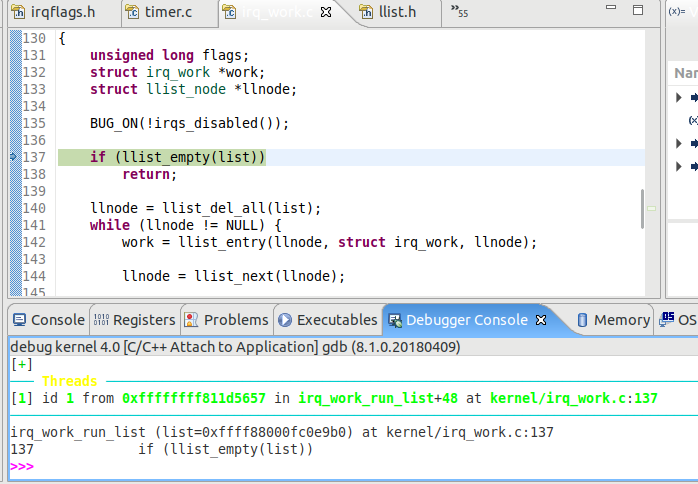 irqflags.h timer.c irq_work.c llist.h »55
(x)= V
130 {
131 unsigned long flags;
132 struct irq_work *work;
133 struct llist_node *llnode;
134
135 BUG_ON(!irqs_disabled());
136
137 if (llist_empty(list))
138 return;
139
140 llnode = llist_del_all(list);
141 while (llnode != NULL) {
142 work = llist_entry(llnode, struct irq_work, llnode);
143
144 llnode = llist_next(llnode);
145
Nar
Console Registers Problems Executables Debugger Console Memory OS
debug kernel 4.0 [C/C++ Attach to Application] gdb (8.1.0.20180409)
[+]
Threads
[1] id 1 from 0xffffffff811d5657 in irq_work_run_list+48 at kernel/irq_work.c:137
irq_work_run_list (list=0xffff88000fc0e9b0) at kernel/irq_work.c:137
137 if (llist_empty(list))
>>>